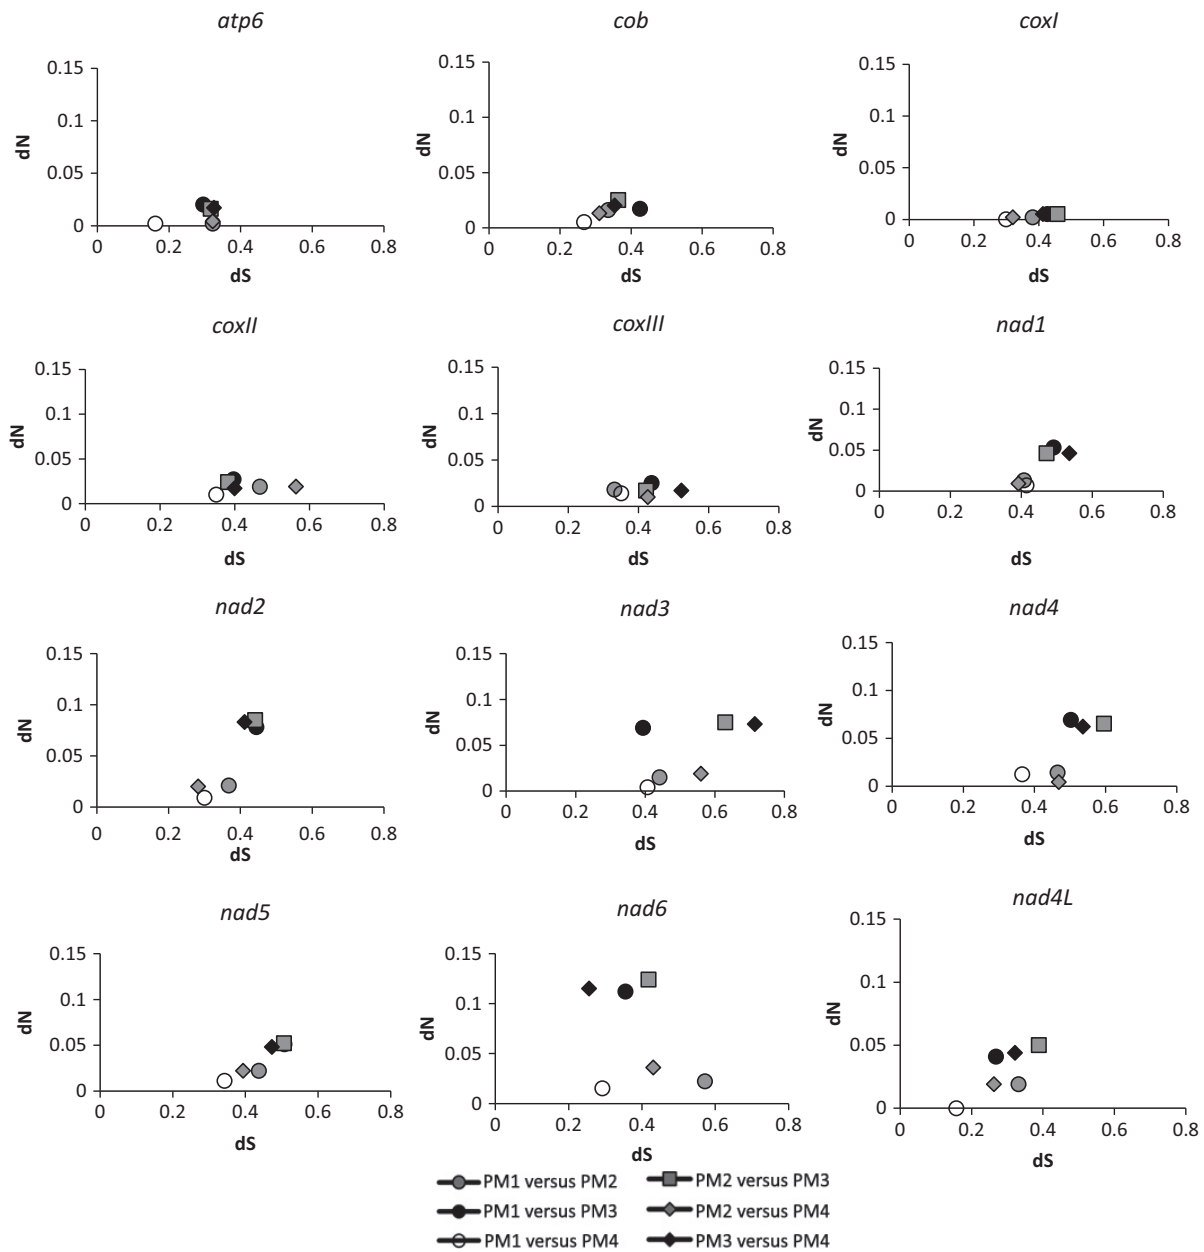 atp6
cob
coxI
0.15
0.1
0.05
0
dN
0 0.2 0.4 0.6 0.8
dS
0.15
0.1
0.05
0
dN
0 0.2 0.4 0.6 0.8
dS
0.15
0.1
0.05
0
dN
0 0.2 0.4 0.6 0.8
dS
coxII
coxIII
nad1
0.15
0.1
0.05
0
dN
0 0.2 0.4 0.6 0.8
dS
0.15
0.1
0.05
0
dN
0 0.2 0.4 0.6 0.8
dS
0.15
0.1
0.05
0
dN
0 0.2 0.4 0.6 0.8
dS
nad2
nad3
nad4
0.15
0.1
0.05
0
dN
0 0.2 0.4 0.6 0.8
dS
0.15
0.1
0.05
0
dN
0 0.2 0.4 0.6 0.8
dS
0.15
0.1
0.05
0
dN
0 0.2 0.4 0.6 0.8
dS
nad5
nad6
nad4L
0.15
0.1
0.05
0
dN
0 0.2 0.4 0.6 0.8
dS
0.15
0.1
0.05
0
dN
0 0.2 0.4 0.6 0.8
dS
0.15
0.1
0.05
0
dN
0 0.2 0.4 0.6 0.8
dS
PM1 versus PM2
PM2 versus PM3
PM1 versus PM3
PM2 versus PM4
PM1 versus PM4
PM3 versus PM4